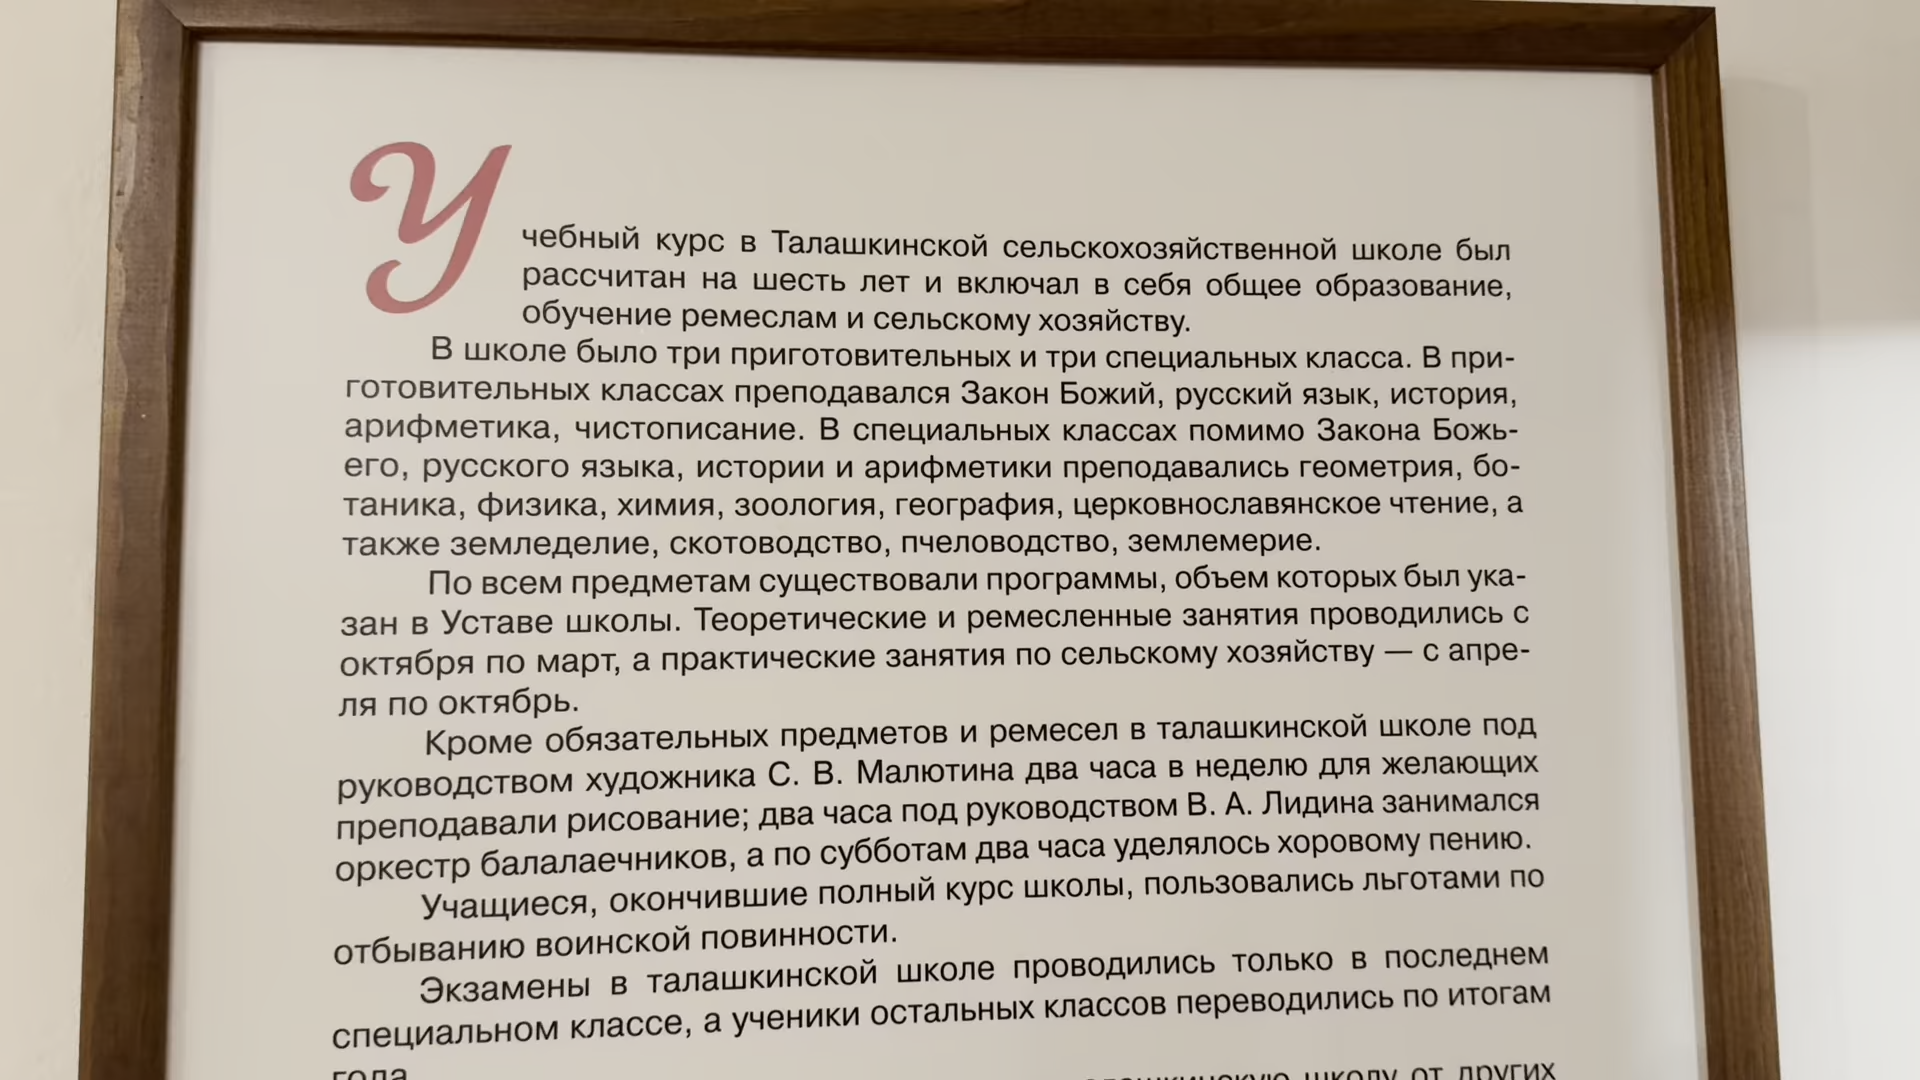 Учебный курс в Талашкинской сельскохозяйственной школе был
рассчитан на шесть лет и включал в себя общее образование,
обучение ремеслам и сельскому хозяйству.
В школе было три приготовительных и три специальных класса. В при-
готовительных классах преподавался Закон Божий, русский язык, история,
арифметика, чистописание. В специальных классах помимо Закона Божь-
его, русского языка, истории и арифметики преподавались геометрия, бо-
таника, физика, химия, зоология, география, церковнославянское чтение, а
также земледелие, скотоводство, пчеловодство, землемерие.
По всем предметам существовали программы, объем которых был ука-
зан в Уставе школы. Теоретические и ремесленные занятия проводились с
октября по март, а практические занятия по сельскому хозяйству — с апре-
ля по октябрь.
Кроме обязательных предметов и ремесел в талашкинской школе под
руководством художника С. В. Малютина два часа в неделю для желающих
преподавали рисование; два часа под руководством В. А. Лидина занимался
оркестр балалаечников, а по субботам два часа уделялось хоровому пению.
Учащиеся, окончившие полный курс школы, пользовались льготами по
отбыванию воинской повинности.
Экзамены в талашкинской школе проводились только в последнем
специальном классе, а ученики остальных классов переводились по итогам
года
школу от других